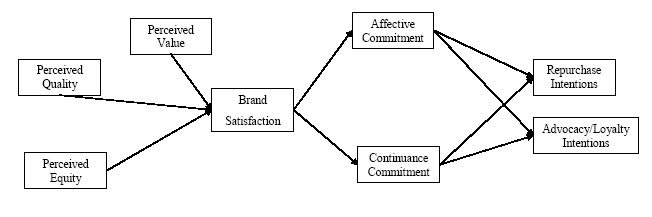 Perceived
Value
Perceived
Quality
Perceived
Equity
Brand
Satisfaction
Affective
Commitment
Continuance
Commitment
Repurchase
Intentions
Advocacy/Loyalty
Intentions